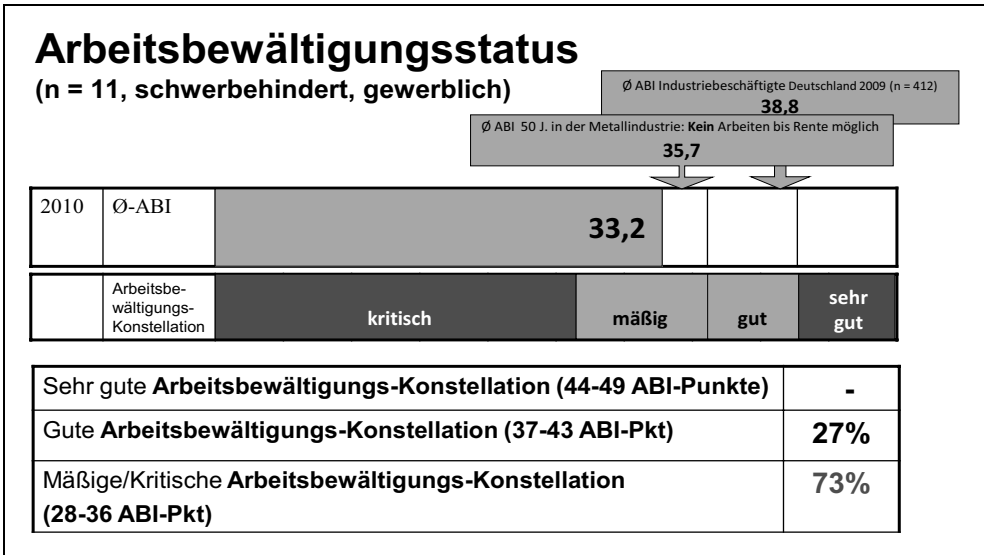 Arbeitsbewältigungsstatus
(n = 11, schwerbehindert, gewerblich)
Ø ABI Industriebeschäftigte Deutschland 2009 (n = 412)
38,8
Ø ABI 50 J. in der Metallindustrie: Kein Arbeiten bis Rente möglich
35,7
2010 Ø-ABI 33,2
Arbeitsbe-
wältigungs-
Konstellation
kritisch mäßig gut sehr
gut
Sehr gute Arbeitsbewältigungs-Konstellation (44-49 ABI-Punkte) -
Gute Arbeitsbewältigungs-Konstellation (37-43 ABI-Pkt) 27%
Mäßige/Kritische Arbeitsbewältigungs-Konstellation 73%
(28-36 ABI-Pkt)